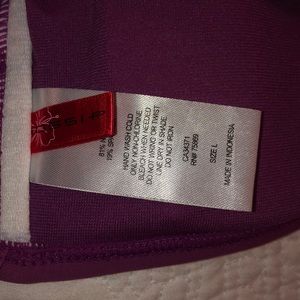 81%
19% SP
HAND WASH COLD
ONLY NON-CHLORINE
BLEACH WHEN NEEDED
DO NOT WRING OR TWIST
LINE DRY IN SHADE
DO NOT IRON
CA34371
RN# 75989
SIZE L
MADE IN INDONESIA